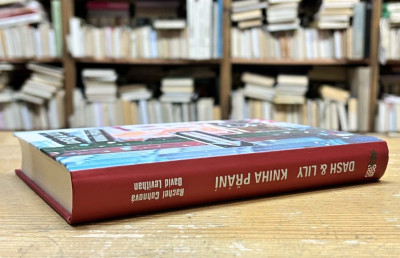 Rachel Cohnová
David Levithan
DASH & LILY KNIHA PŘÁNÍ